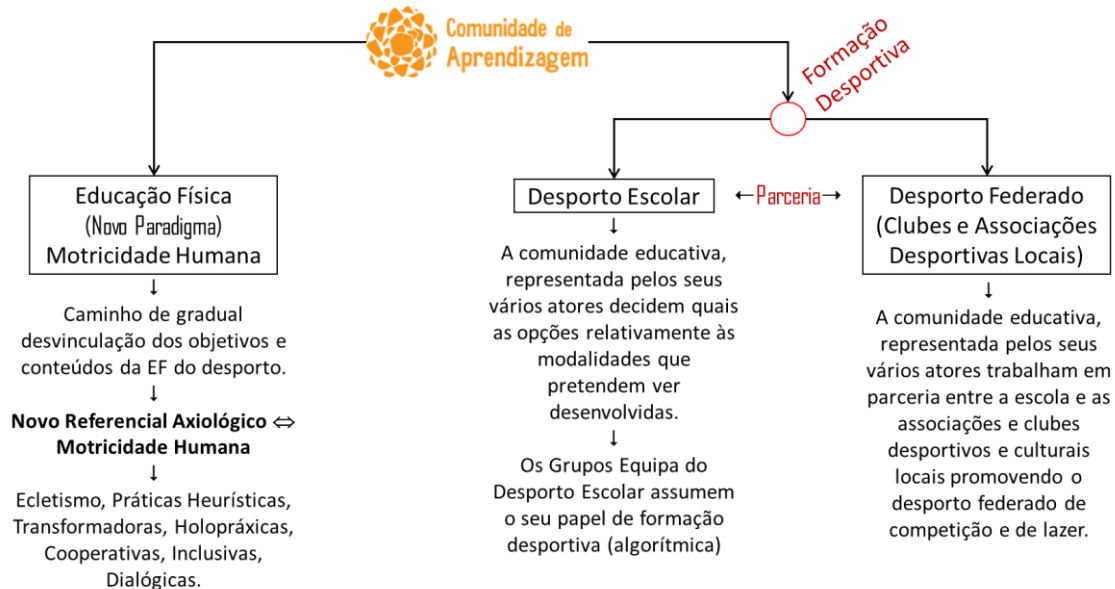 Comunidade de
Aprendizagem
Formação
Desportiva
Educação Física
(Novo Paradigma)
Motricidade Humana
↓
Caminho de gradual
desvinculação dos objetivos e
conteúdos da EF do desporto.
↓
Novo Referencial Axiológico ⇔
Motricidade Humana
↓
Ecletismo, Práticas Heurísticas,
Transformadoras, Holopráxicas,
Cooperativas, Inclusivas,
Dialógicas.
Desporto Escolar
↓
A comunidade educativa,
representada pelos seus
vários atores decidem quais
as opções relativamente às
modalidades que
pretendem ver
desenvolvidas.
↓
Os Grupos Equipa do
Desporto Escolar assumem
o seu papel de formação
desportiva (algorítmica)
←Parceria→
Desporto Federado
(Clubes e Associações
Desportivas Locais)
↓
A comunidade educativa,
representada pelos seus
vários atores trabalham em
parceria entre a escola e as
associações e clubes
desportivos e culturais
locais promovendo o
desporto federado de
competição e de lazer.